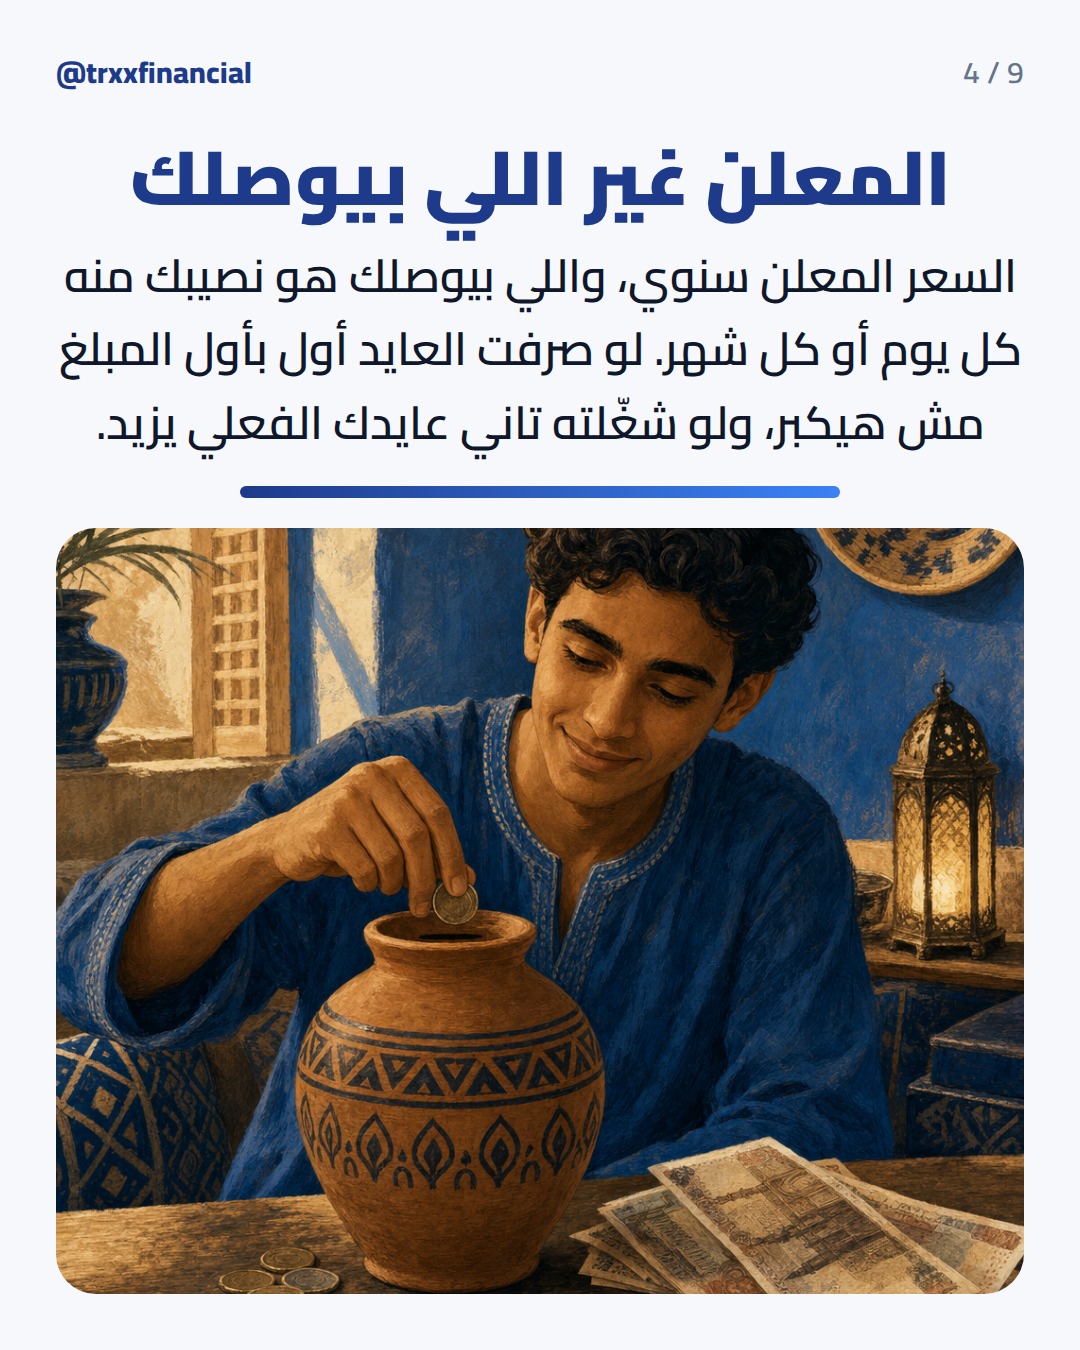 @trxxfinancial
4 / 9
المعلن غير اللي بيوصلك
السعر المعلن سنوي، واللي بيوصلك هو نصيبك منه
كل يوم أو كل شهر. لو صرفت العايد أول بأول المبلغ
مش هيكبر، ولو شغّلته تاني عايدك الفعلي يزيد.